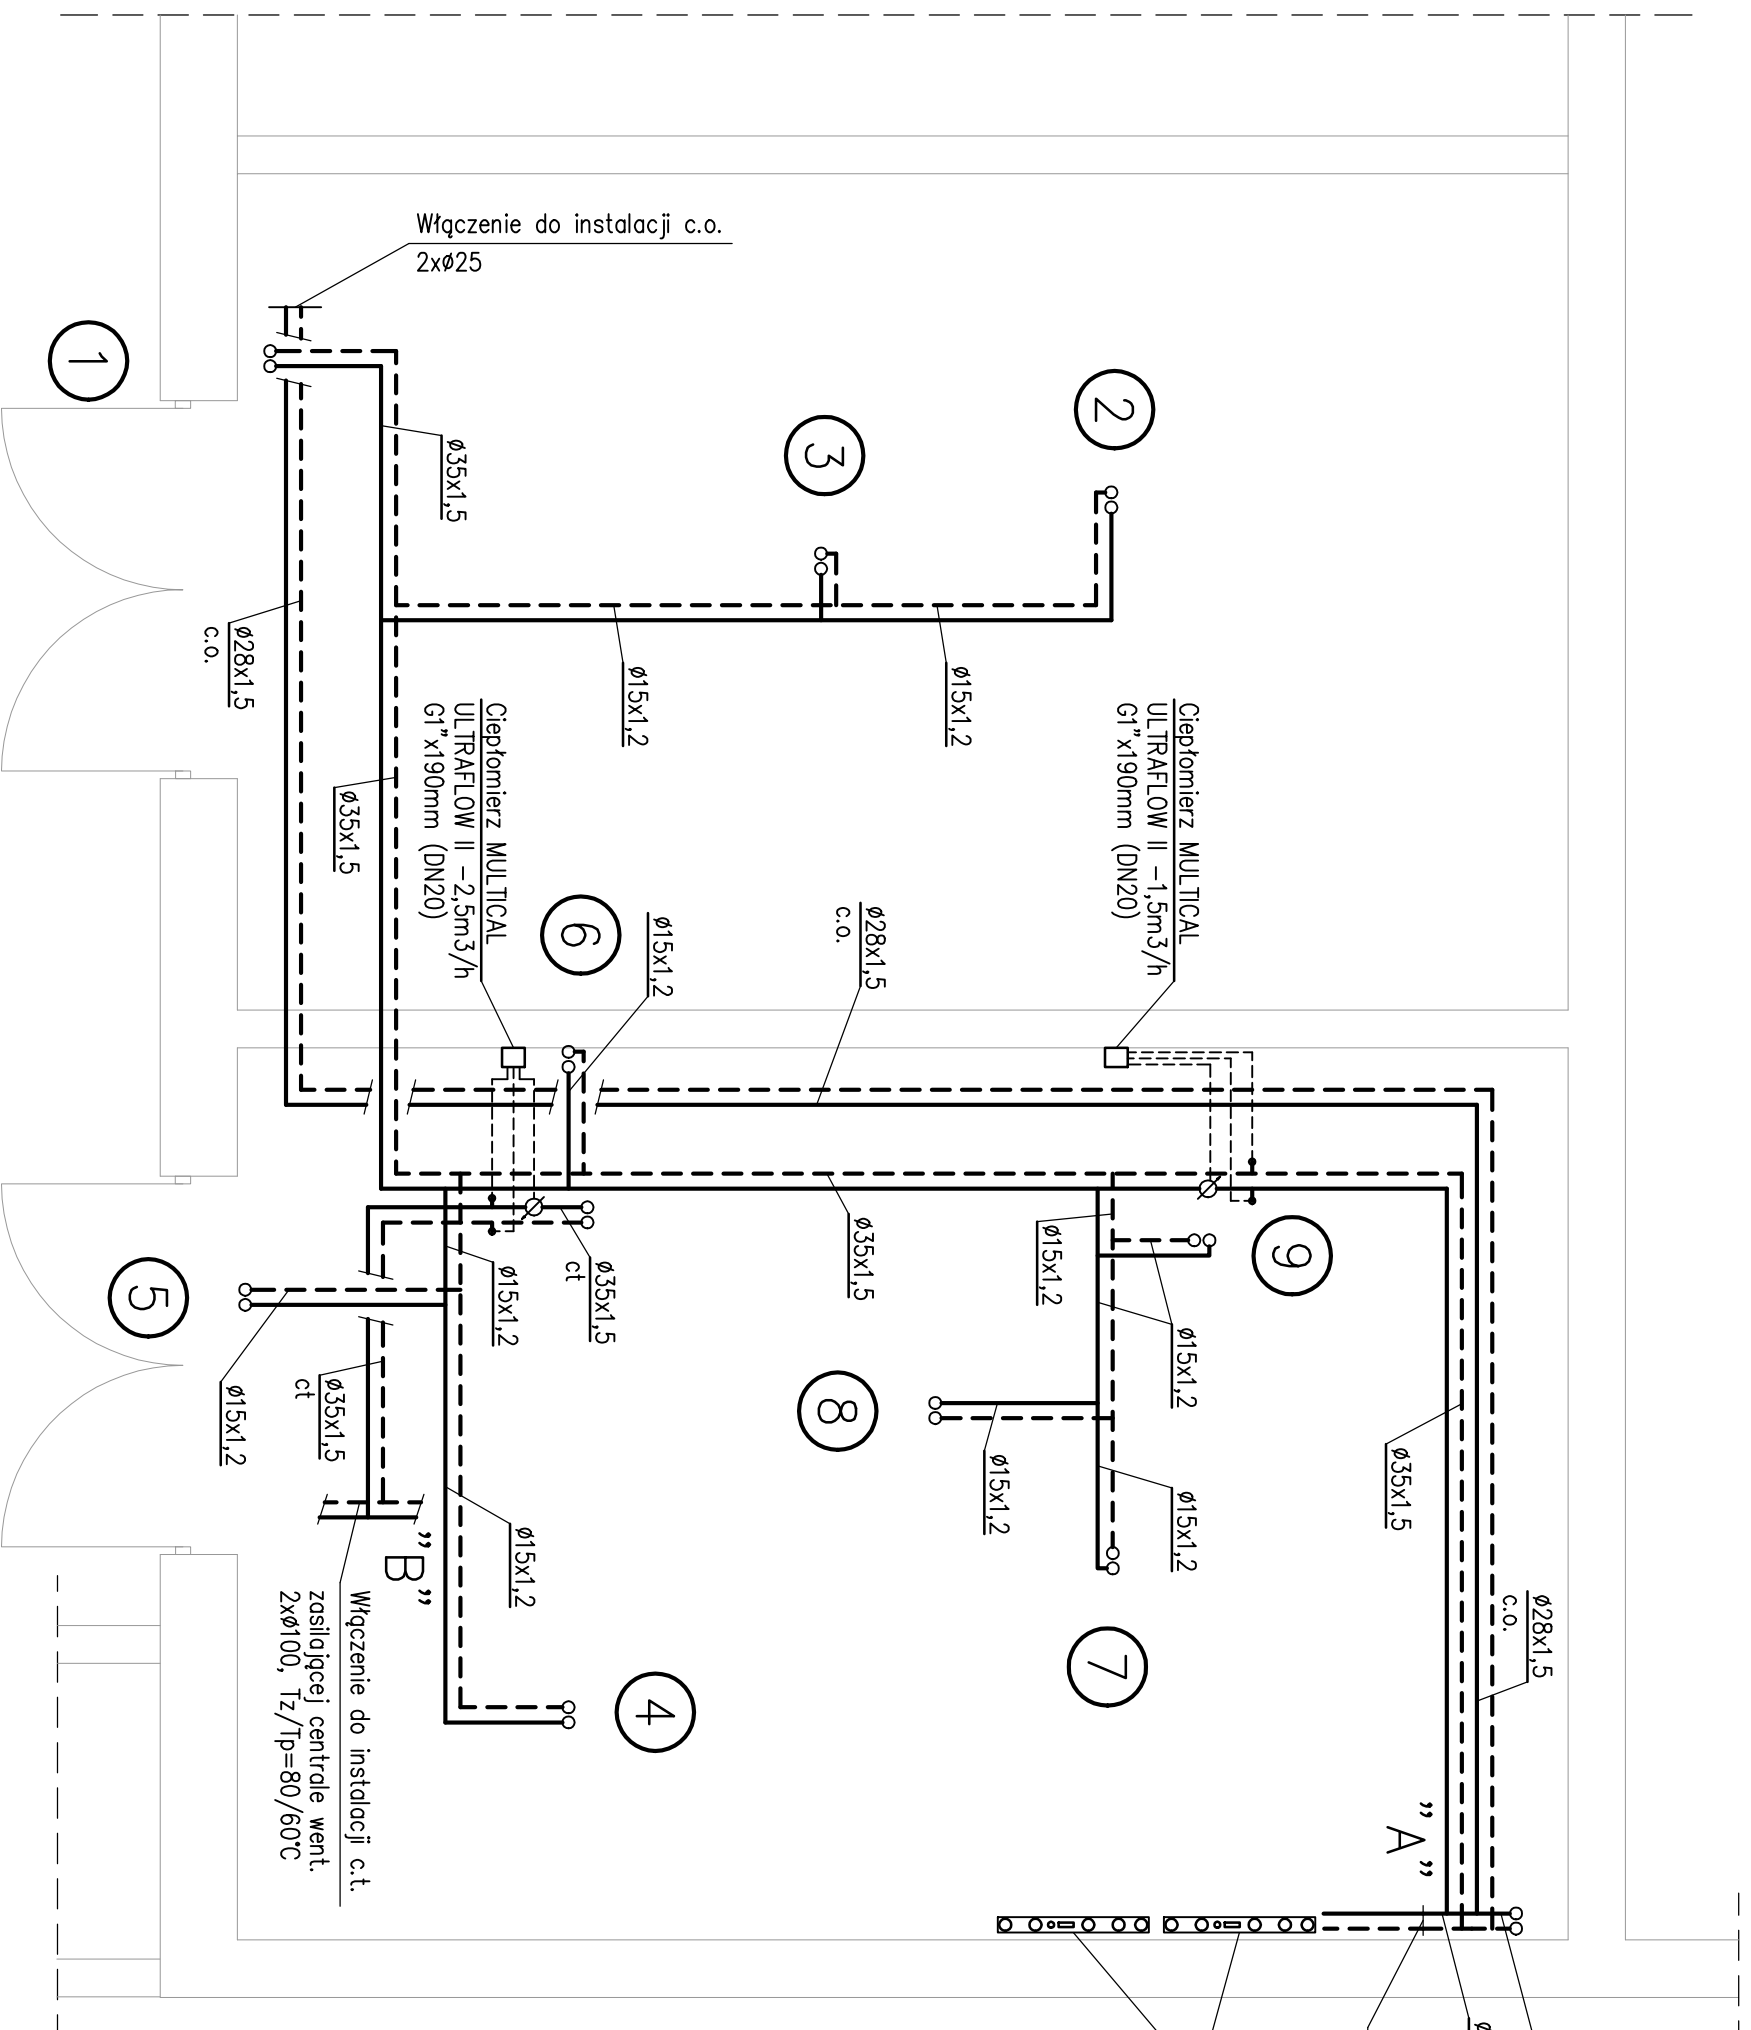 Włączenie do instalacji c.o.
2xø25
1
2
3
ø35x1,5
ø28x1,5
c.o.
ø15x1,2
ø15x1,2
ø35x1,5
Ciepłomierz MULTICAL
ULTRAFLOW II -2,5m3/h
G1"x190mm (DN20)
Ciepłomierz MULTICAL
ULTRAFLOW II -1,5m3/h
G1"x190mm (DN20)
6
ø15x1,2
ø28x1,5
c.o.
5
ø15x1,2
ø35x1,5
ct
ø35x1,5
ø15x1,2
9
ø15x1,2
ø15x1,2
ø35x1,5
ct
8
ø15x1,2
ø15x1,2
ø35x1,5
"B"
ø15x1,2
Włączenie do instalacji c.t.
zasilającej centrale went.
2xø100, Tz/Tp=80/60°C
4
7
ø28x1,5
c.o.
"A"